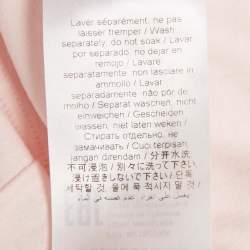 Laver séparément, ne pas
laisser tremper / Wash
separately, do not soak / Lavar
por separado, no dejar en
remojo / Lavare
separatamente, non lasciare in
ammollo / Lavar
separadamente, não pôr de
molho / Separat waschen, nicht
einweichen / Gescheiden
wassen, niet laten weken /
Стирать отдельно, не
замачивать / Cuci terpisah,
jangan direndam / 分开水洗,
不可浸泡 / 別々に洗って下さい
浸け置きしないで下さい / 단독
세탁할 것, 물에 푹 적시지 말 것 /